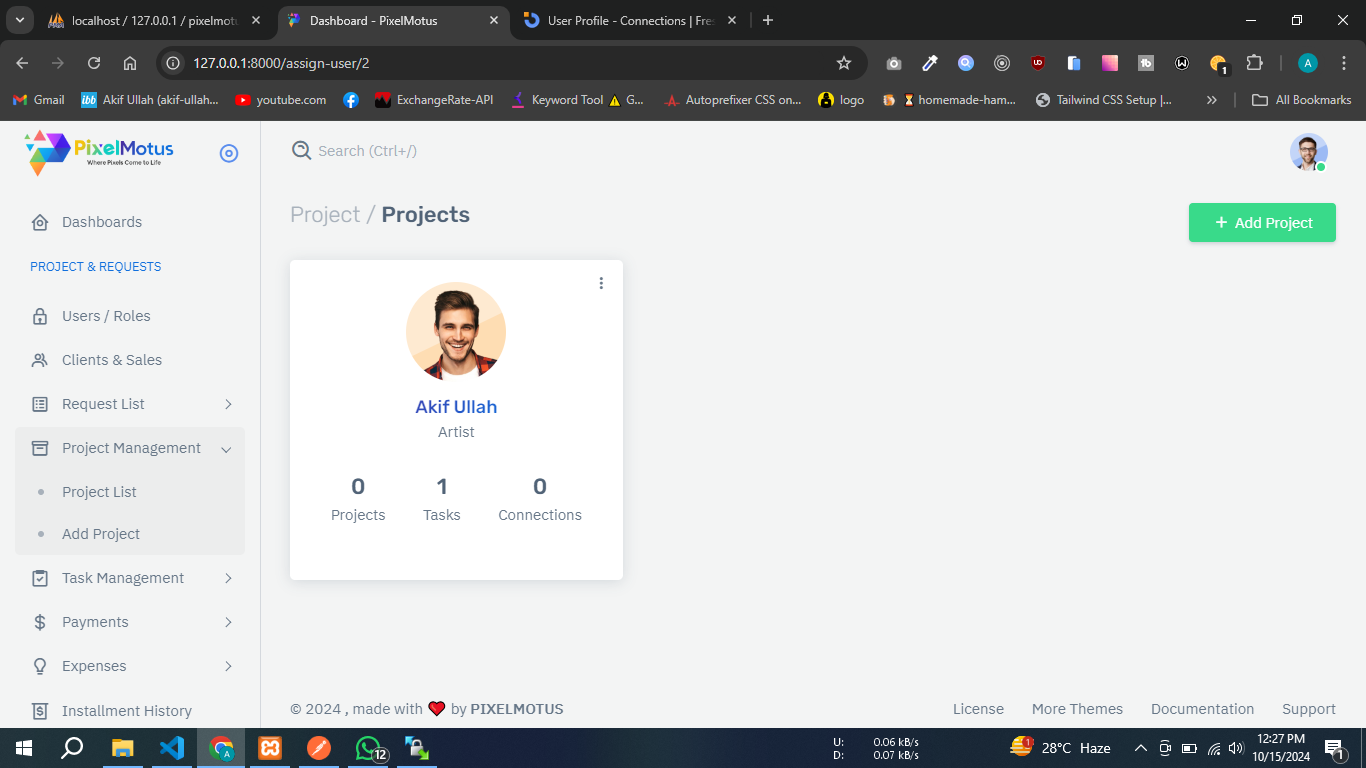 localhost / 127.0.0.1 / pixelmotu
Dashboard - PixelMotus
User Profile - Connections | Fres
127.0.0.1:8000/assign-user/2
Gmail
Akif Ullah (akif-ullah...
youtube.com
ExchangeRate-API
Keyword Tool
G...
Autoprefixer CSS on...
logo
homemade-ham...
Tailwind CSS Setup |...
All Bookmarks
PixelMotus
Where Pixels Come to Life
Search (Ctrl+/)
Dashboards
PROJECT & REQUESTS
Users / Roles
Clients & Sales
Request List
Project Management
Project List
Add Project
Task Management
Payments
Expenses
Installment History
Project / Projects
+ Add Project
Akif Ullah
Artist
0 1 0
Projects Tasks Connections
© 2024 , made with ❤️ by PIXELMOTUS
License More Themes Documentation Support
U: 0.06 kB/s
D: 0.07 kB/s
28°C Haze
12:27 PM
10/15/2024